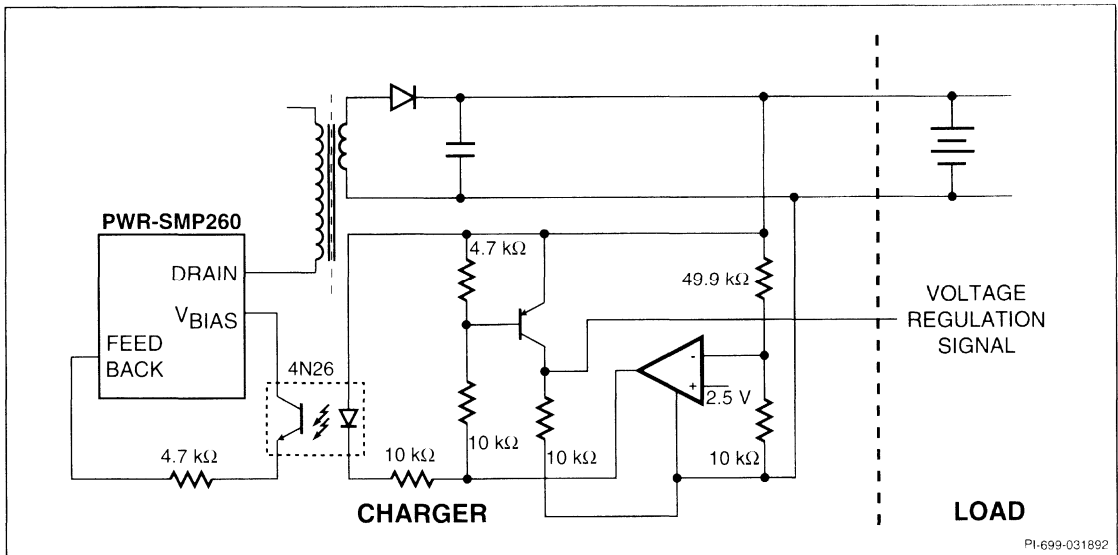 PWR-SMP260
DRAIN
VBIAS
FEED
BACK
4N26
4.7 kΩ
10 kΩ
4.7 kΩ
10 kΩ
10 kΩ
49.9 kΩ
-
+
2.5 V
10 kΩ
VOLTAGE
REGULATION
SIGNAL
CHARGER
LOAD
PI-699-031892